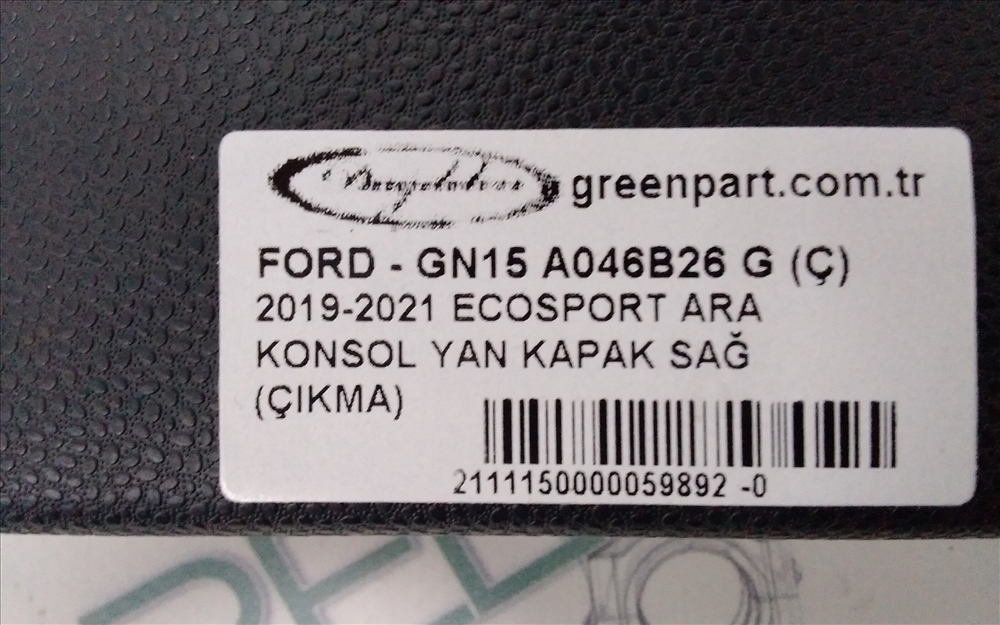 greenpart.com.tr
FORD - GN15 A046B26 G (Ç)
2019-2021 ECOSPORT ARA
KONSOL YAN KAPAK SAĞ
(ÇIKMA)
2111150000059892 -0